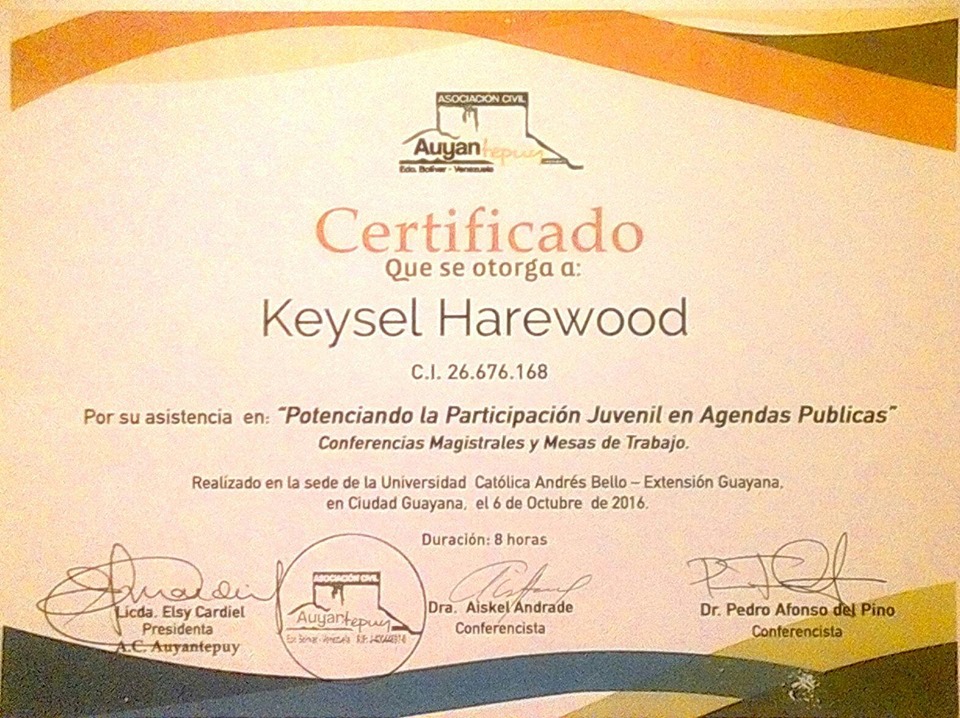 ASOCIACIÓN CIVIL
Auyantepuy
Edo. Bolívar - Venezuela
Certificado
Que se otorga a:
Keysel Harewood
C.I. 26.676.168
Por su asistencia en: "Potenciando la Participación Juvenil en Agendas Publicas"
Conferencias Magistrales y Mesas de Trabajo.
Realizado en la sede de la Universidad Católica Andrés Bello – Extensión Guayana,
en Ciudad Guayana, el 6 de Octubre de 2016.
Duración: 8 horas
Licda. Elsy Cardiel
Presidenta
A.C. Auyantepuy
ASOCIACIÓN CIVIL
Auyantepuy
Edo. Bolívar - Venezuela
Dra. Aiskel Andrade
Conferencista
Dr. Pedro Afonso del Pino
Conferencista